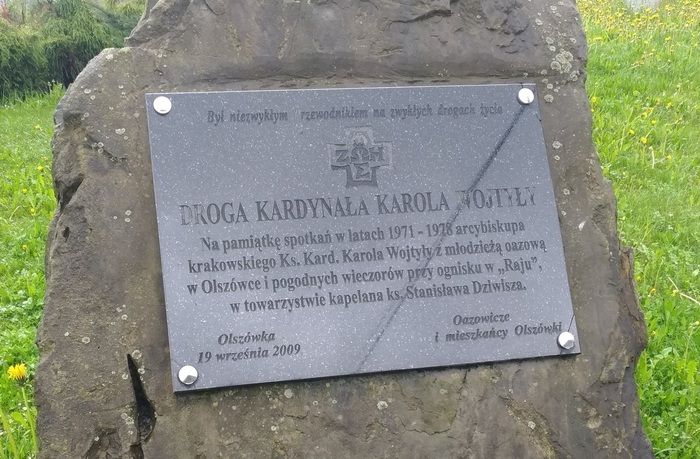 Był niezwykłym rzewodnikiem na zwykłych drogach życia
DROGA KARDYNAŁA KAROLA WOJTYŁY
Na pamiątkę spotkań w latach 1971 - 1978 arcybiskupa
krakowskiego Ks. Kard. Karola Wojtyły z młodzieżą oazową
w Olszówce i pogodnych wieczorów przy ognisku w „Raju”,
w towarzystwie kapelana ks. Stanisława Dziwisza.
Olszówka
19 września 2009
Oazowicze
i mieszkańcy Olszówki